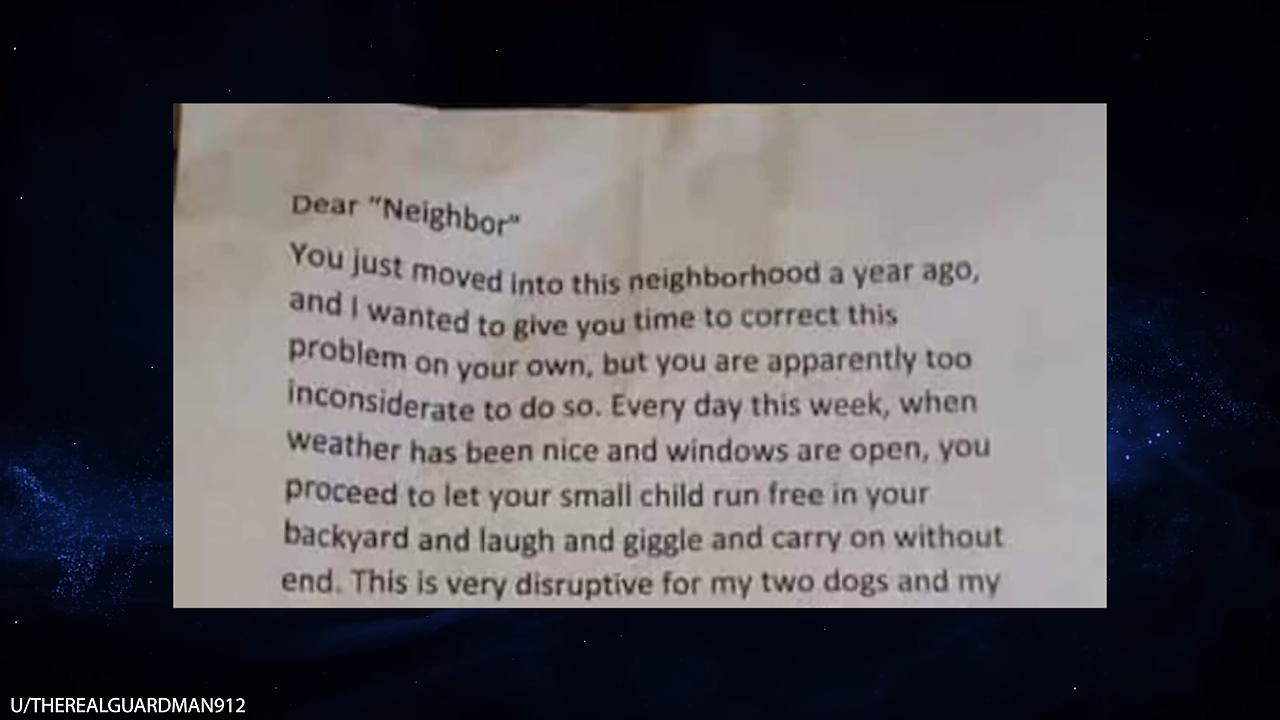 Dear "Neighbor"
You just moved into this neighborhood a year ago,
and I wanted to give you time to correct this
problem on your own, but you are apparently too
inconsiderate to do so. Every day this week, when
weather has been nice and windows are open, you
proceed to let your small child run free in your
backyard and laugh and giggle and carry on without
end. This is very disruptive for my two dogs and my
U/THEREALGUARDMAN912